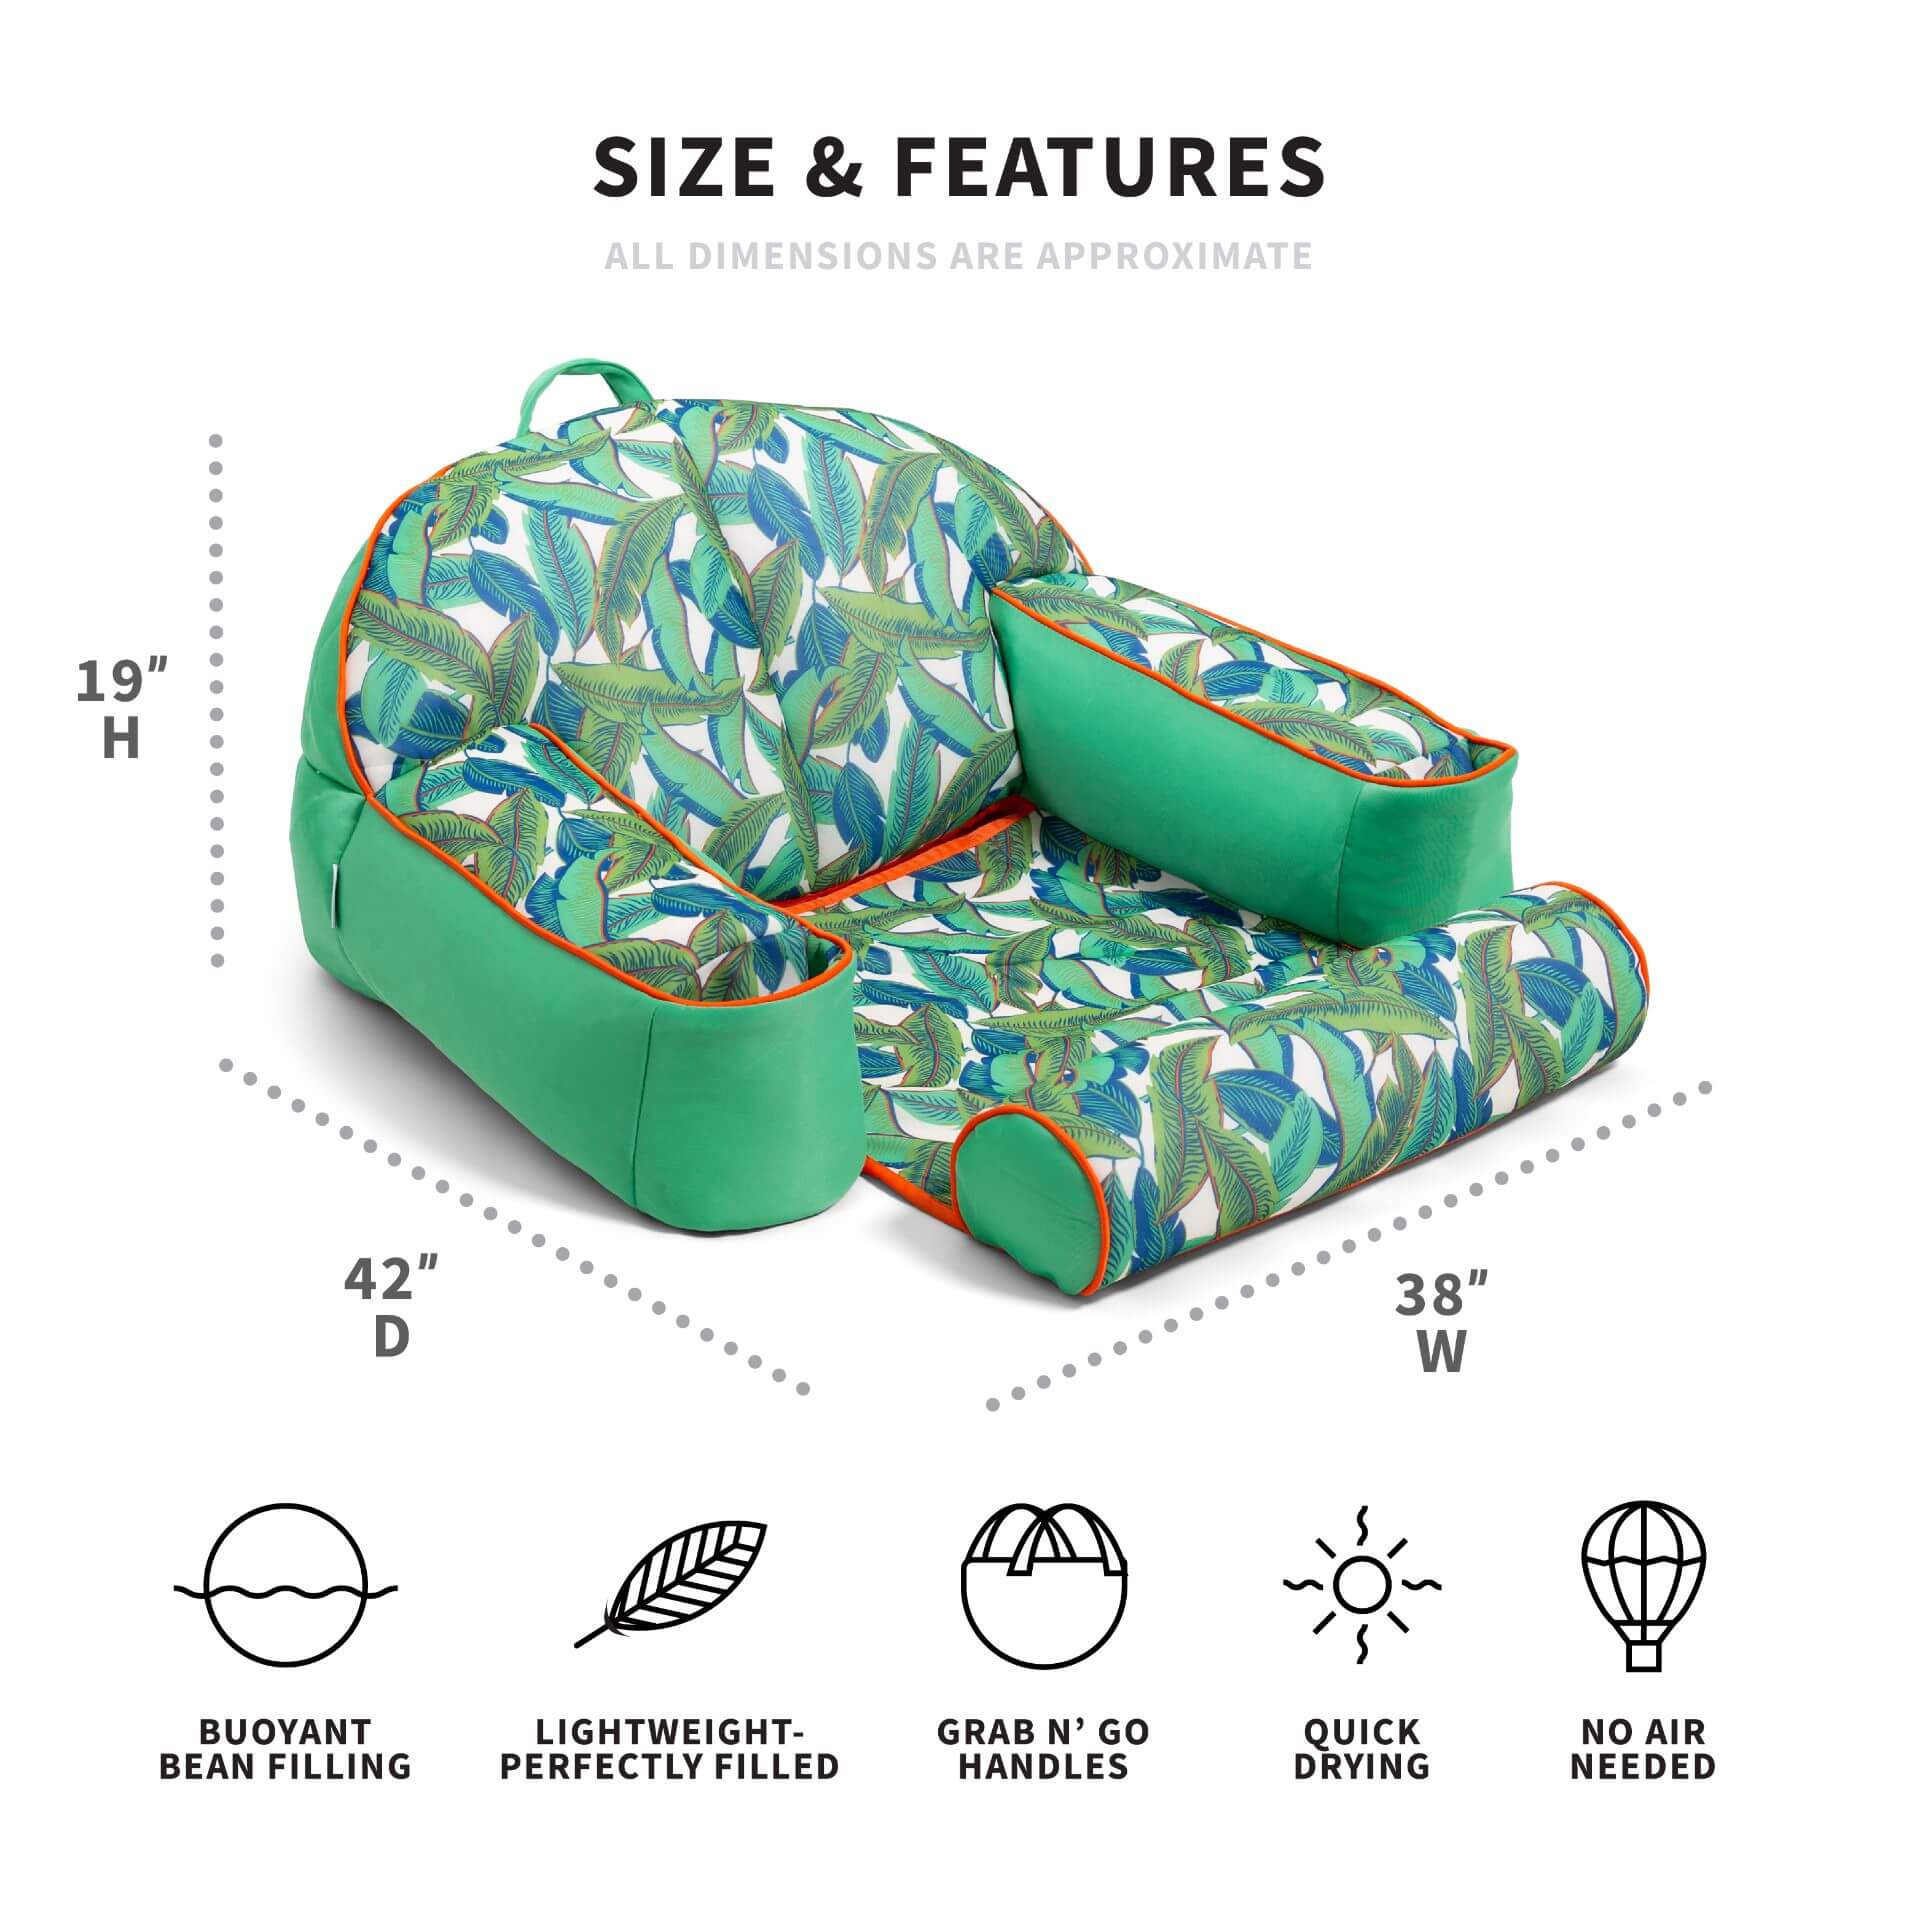 SIZE & FEATURES
ALL DIMENSIONS ARE APPROXIMATE
19"
H
42"
D
38"
W
BUOYANT
BEAN FILLING
LIGHTWEIGHT-
PERFECTLY FILLED
GRAB N’ GO
HANDLES
QUICK
DRYING
NO AIR
NEEDED